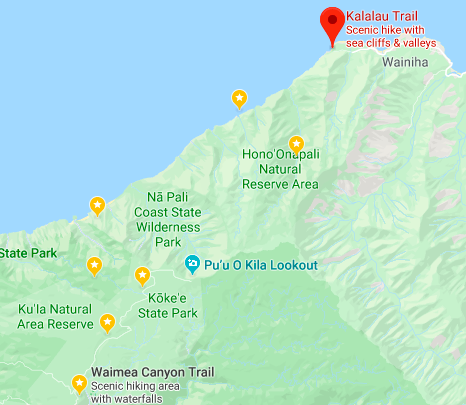 Kalalau Trail
Scenic hike with
sea cliffs & valleys
Wainiha
Hono'Onapali
Natural
Reserve Area
Nā Pali
Coast State
Wilderness
Park
State Park
Pu'u O Kila Lookout
Kōke'e
State Park
Ku'la Natural
Area Reserve
Waimea Canyon Trail
Scenic hiking area
with waterfalls